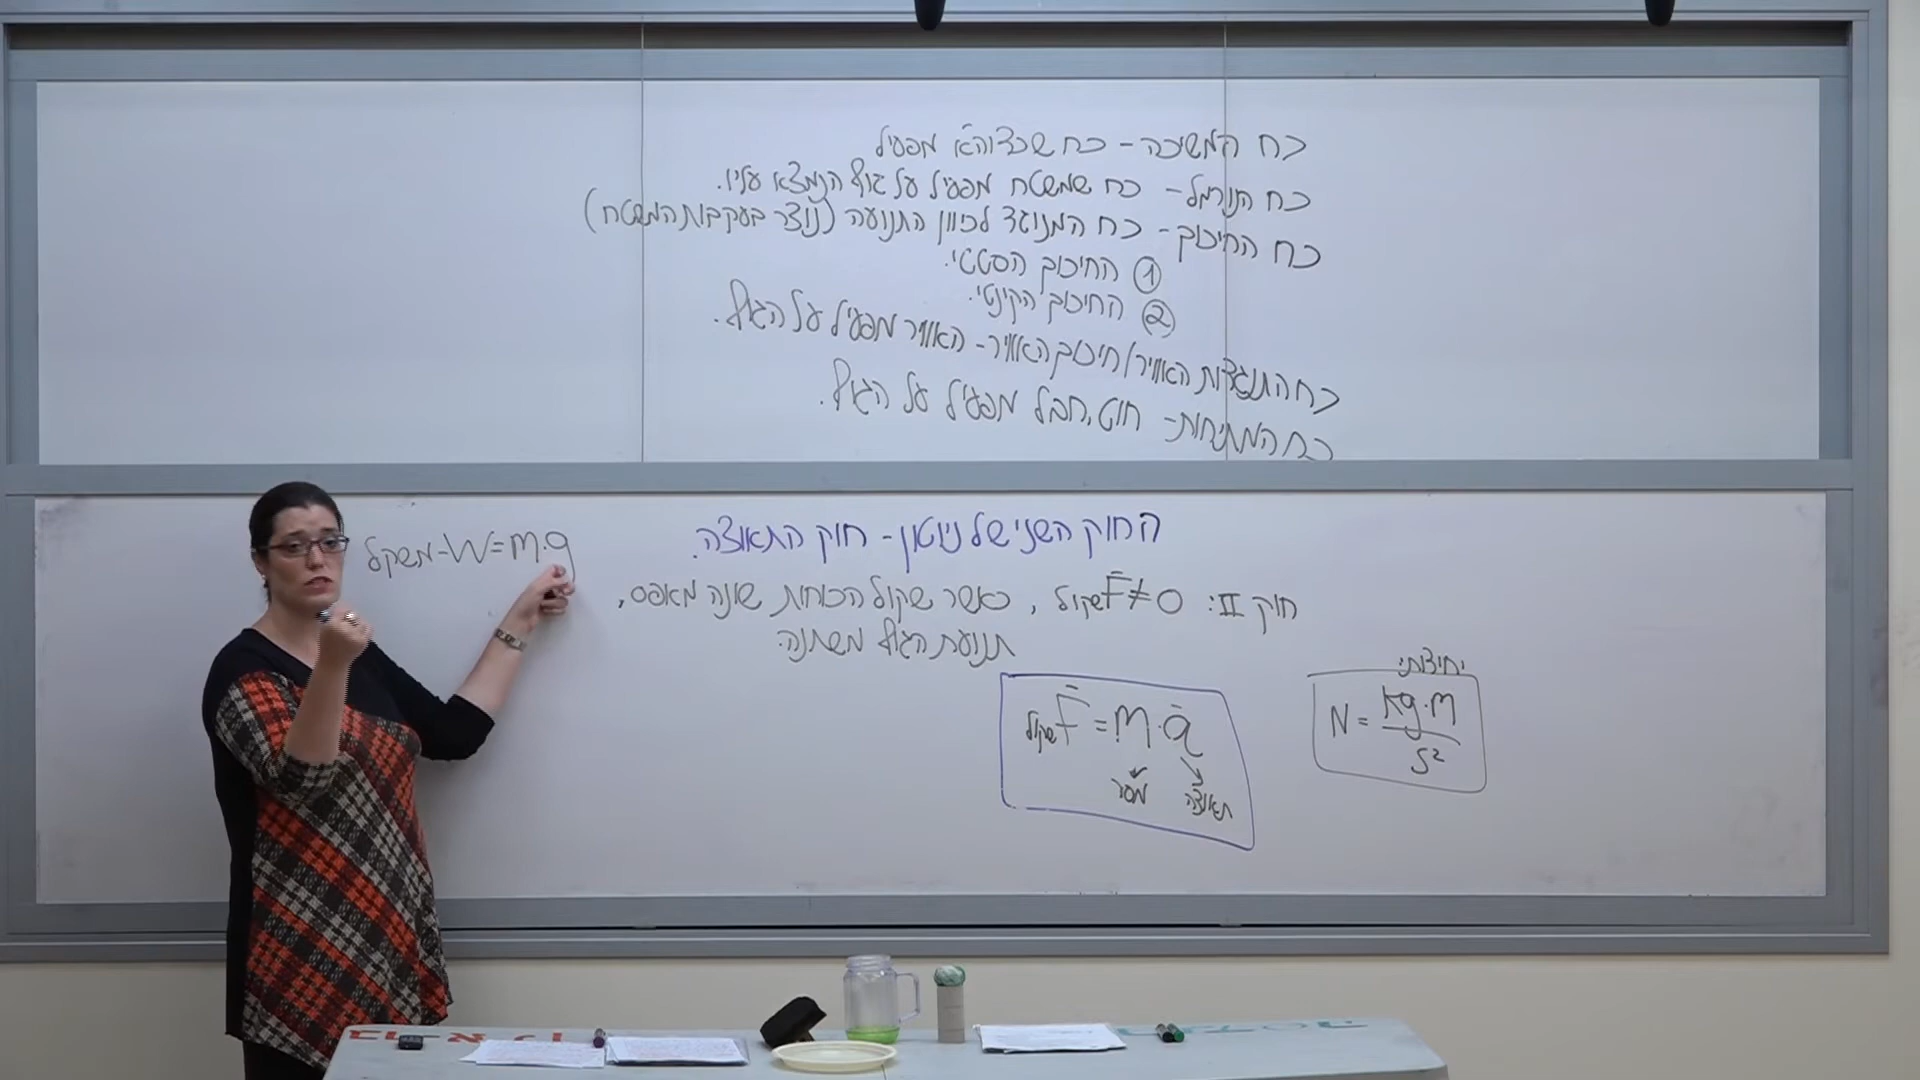 כח המשיכה - כח שכדוה"א מפעיל
כח הנורמל - כח שמשטח מפעיל על גוף הנמצא עליו.
כח החיכוך - כח המנוגד לכיוון התנועה (נוצר בעקבות המשטח)
① החיכוך הסטטי.
② החיכוך הקינטי.
כח התנגדות האוויר/חיכוך האוויר - האוויר מפעיל על הגוף.
כח המתיחות - חוט, חבל מפעיל על הגוף.
החוק השני של ניוטון - חוק התאוצה.
משקל - W=m·g
חוק II: F̄שקול ≠ 0, כאשר שקול הכוחות שונה מאפס,
תנועת הגוף משתנה.
F̄שקול = m·ā
מסה
תאוצה
יחידות
N = kg·m / s²